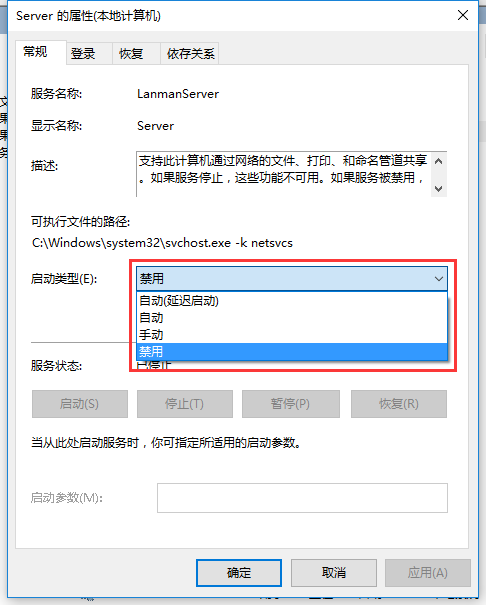 Server 的属性(本地计算机)
常规 登录 恢复 依存关系
服务名称: LanmanServer
显示名称: Server
描述: 支持此计算机通过网络的文件、打印、和命名管道共享
。如果服务停止，这些功能不可用。如果服务被禁用，
可执行文件的路径:
C:\Windows\system32\svchost.exe -k netsvcs
启动类型(E): 禁用
自动(延迟启动)
自动
手动
禁用
服务状态: 已停止
启动(S) 停止(T) 暂停(P) 恢复(R)
当从此处启动服务时，你可指定所适用的启动参数。
启动参数(M):
确定 取消 应用(A)